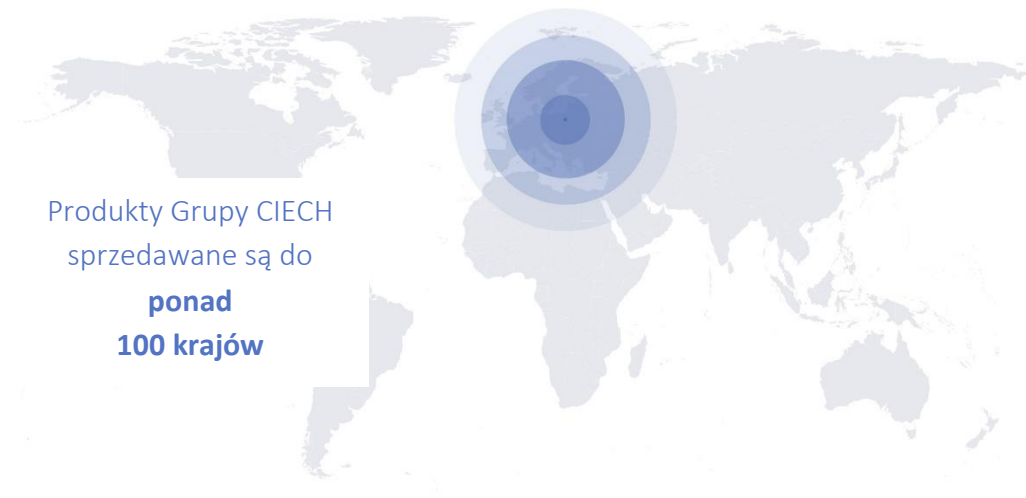 Produkty Grupy CIECH
sprzedawane są do
ponad
100 krajów